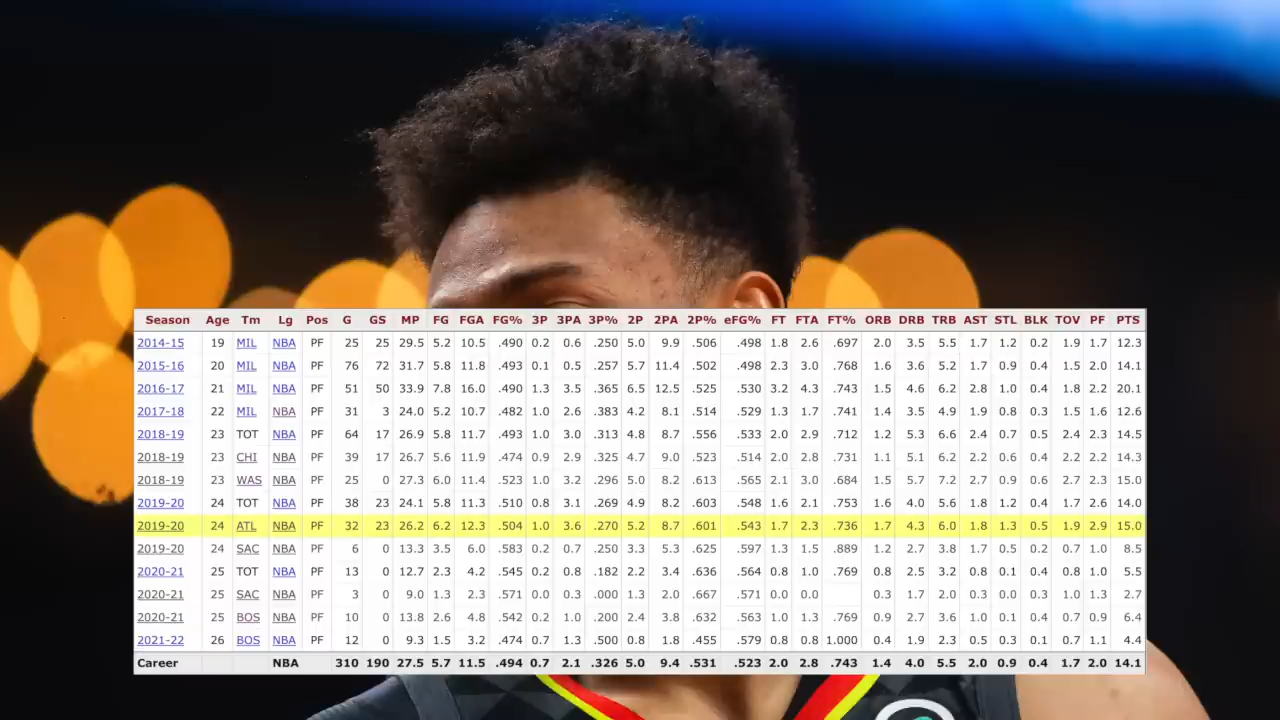 Season Age Tm Lg Pos G GS MP FG FGA FG% 3P 3PA 3P% 2P 2PA 2P% eFG% FT FTA FT% ORB DRB TRB AST STL BLK TOV PF PTS
2014-15 19 MIL NBA PF 25 25 29.5 5.2 10.5 .490 0.2 0.6 .250 5.0 9.9 .506 .498 1.8 2.6 .697 2.0 3.5 5.5 1.7 1.2 0.2 1.9 1.7 12.3
2015-16 20 MIL NBA PF 76 72 31.7 5.8 11.8 .493 0.1 0.5 .257 5.7 11.4 .502 .498 2.3 3.0 .768 1.6 3.6 5.2 1.7 0.9 0.4 1.5 2.0 14.1
2016-17 21 MIL NBA PF 51 50 33.9 7.8 16.0 .490 1.3 3.5 .365 6.5 12.5 .525 .530 3.2 4.3 .743 1.5 4.6 6.2 2.8 1.0 0.4 1.8 2.2 20.1
2017-18 22 MIL NBA PF 31 3 24.0 5.2 10.7 .482 1.0 2.6 .383 4.2 8.1 .514 .529 1.3 1.7 .741 1.4 3.5 4.9 1.9 0.8 0.3 1.5 1.6 12.6
2018-19 23 TOT NBA PF 64 17 26.9 5.8 11.7 .493 1.0 3.0 .313 4.8 8.7 .556 .533 2.0 2.9 .712 1.2 5.3 6.6 2.4 0.7 0.5 2.4 2.3 14.5
2018-19 23 CHI NBA PF 39 17 26.7 5.6 11.9 .474 0.9 2.9 .325 4.7 9.0 .523 .514 2.0 2.8 .731 1.1 5.1 6.2 2.2 0.6 0.4 2.2 2.2 14.3
2018-19 23 WAS NBA PF 25 0 27.3 6.0 11.4 .523 1.0 3.2 .296 5.0 8.2 .613 .565 2.1 3.0 .684 1.5 5.7 7.2 2.7 0.9 0.6 2.7 2.3 15.0
2019-20 24 TOT NBA PF 38 23 24.1 5.8 11.3 .510 0.8 3.1 .269 4.9 8.2 .603 .548 1.6 2.1 .753 1.6 4.0 5.6 1.8 1.2 0.4 1.7 2.6 14.0
2019-20 24 ATL NBA PF 32 23 26.2 6.2 12.3 .504 1.0 3.6 .270 5.2 8.7 .601 .543 1.7 2.3 .736 1.7 4.3 6.0 1.8 1.3 0.5 1.9 2.9 15.0
2019-20 24 SAC NBA PF 6 0 13.3 3.5 6.0 .583 0.2 0.7 .250 3.3 5.3 .625 .597 1.3 1.5 .889 1.2 2.7 3.8 1.7 0.5 0.2 0.7 1.0 8.5
2020-21 25 TOT NBA PF 13 0 12.7 2.3 4.2 .545 0.2 0.8 .182 2.2 3.4 .636 .564 0.8 1.0 .769 0.8 2.5 3.2 0.8 0.1 0.4 0.8 1.0 5.5
2020-21 25 SAC NBA PF 3 0 9.0 1.3 2.3 .571 0.0 0.3 .000 1.3 2.0 .667 .571 0.0 0.0 0.3 1.7 2.0 0.3 0.0 0.3 1.0 1.3 2.7
2020-21 25 BOS NBA PF 10 0 13.8 2.6 4.8 .542 0.2 1.0 .200 2.4 3.8 .632 .563 1.0 1.3 .769 0.9 2.7 3.6 1.0 0.1 0.4 0.7 0.9 6.4
2021-22 26 BOS NBA PF 12 0 9.3 1.5 3.2 .474 0.7 1.3 .500 0.8 1.8 .455 .579 0.8 0.8 1.000 0.4 1.9 2.3 0.5 0.3 0.1 0.7 1.1 4.4
Career NBA 310 190 27.5 5.7 11.5 .494 0.7 2.1 .326 5.0 9.4 .531 .523 2.0 2.8 .743 1.4 4.0 5.5 2.0 0.9 0.4 1.7 2.0 14.1